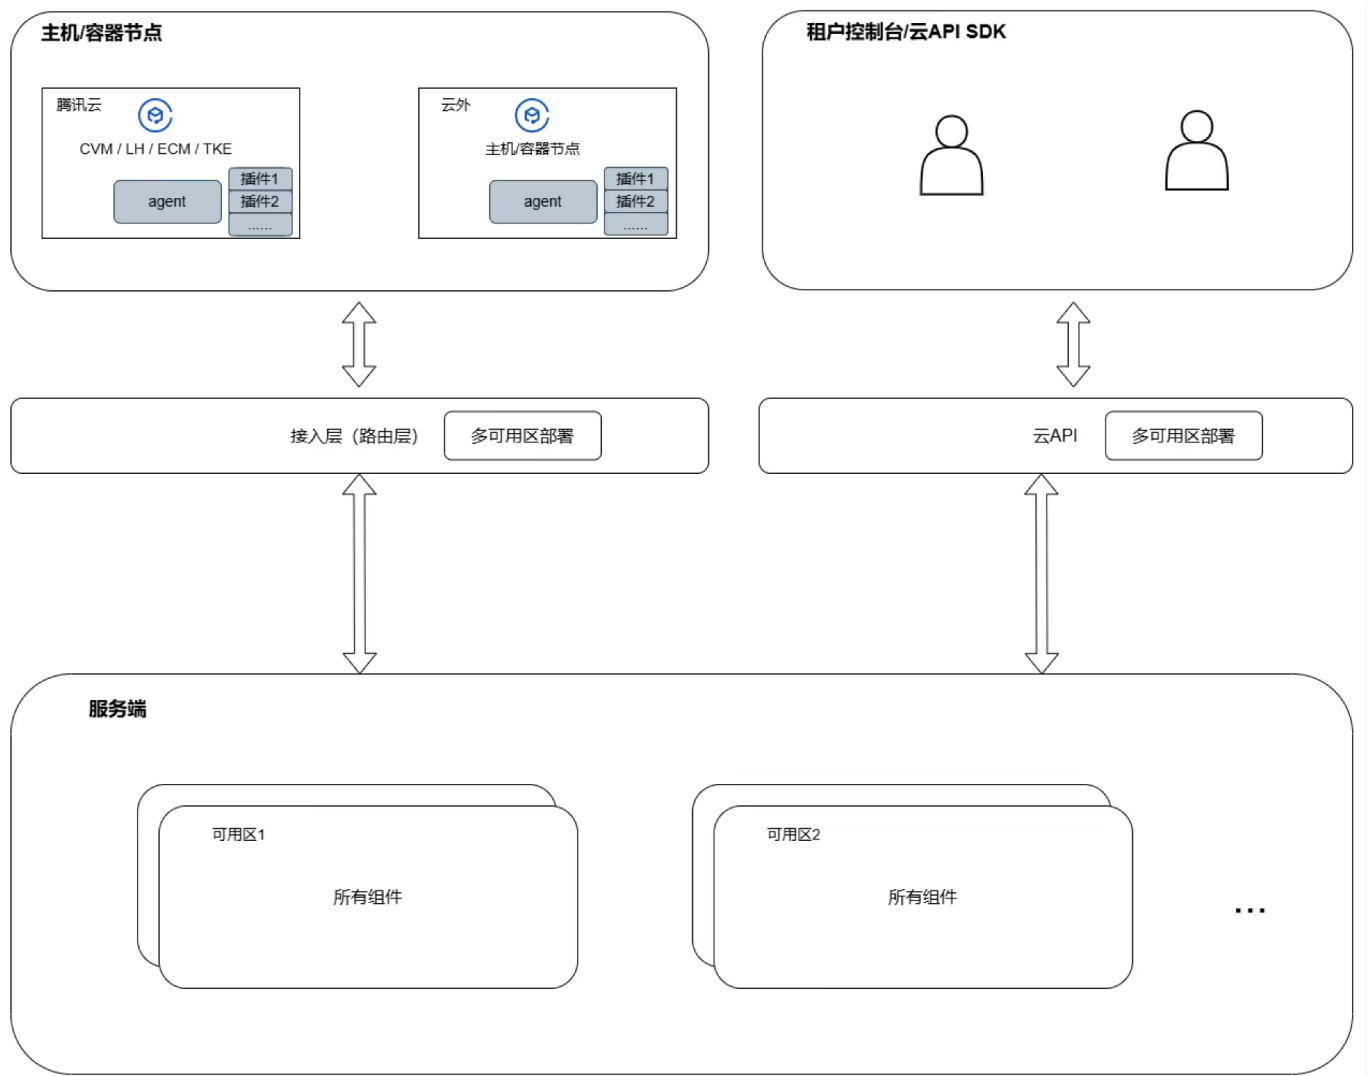 主机/容器节点
腾讯云
CVM / LH / ECM / TKE
agent
插件1
插件2
......
云外
主机/容器节点
agent
插件1
插件2
......
租户控制台/云API SDK
接入层（路由层）
多可用区部署
云API
多可用区部署
服务端
可用区1
所有组件
可用区2
所有组件
...